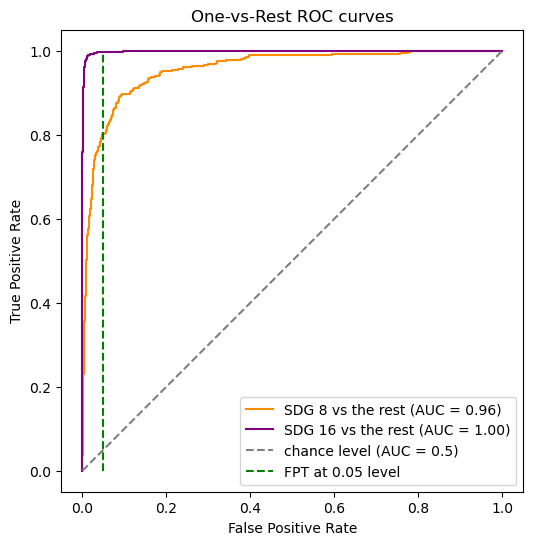 One-vs-Rest ROC curves
True Positive Rate
1.0
0.8
0.6
0.4
0.2
0.0
SDG 8 vs the rest (AUC = 0.96)
SDG 16 vs the rest (AUC = 1.00)
chance level (AUC = 0.5)
FPT at 0.05 level
0.0 0.2 0.4 0.6 0.8 1.0
False Positive Rate